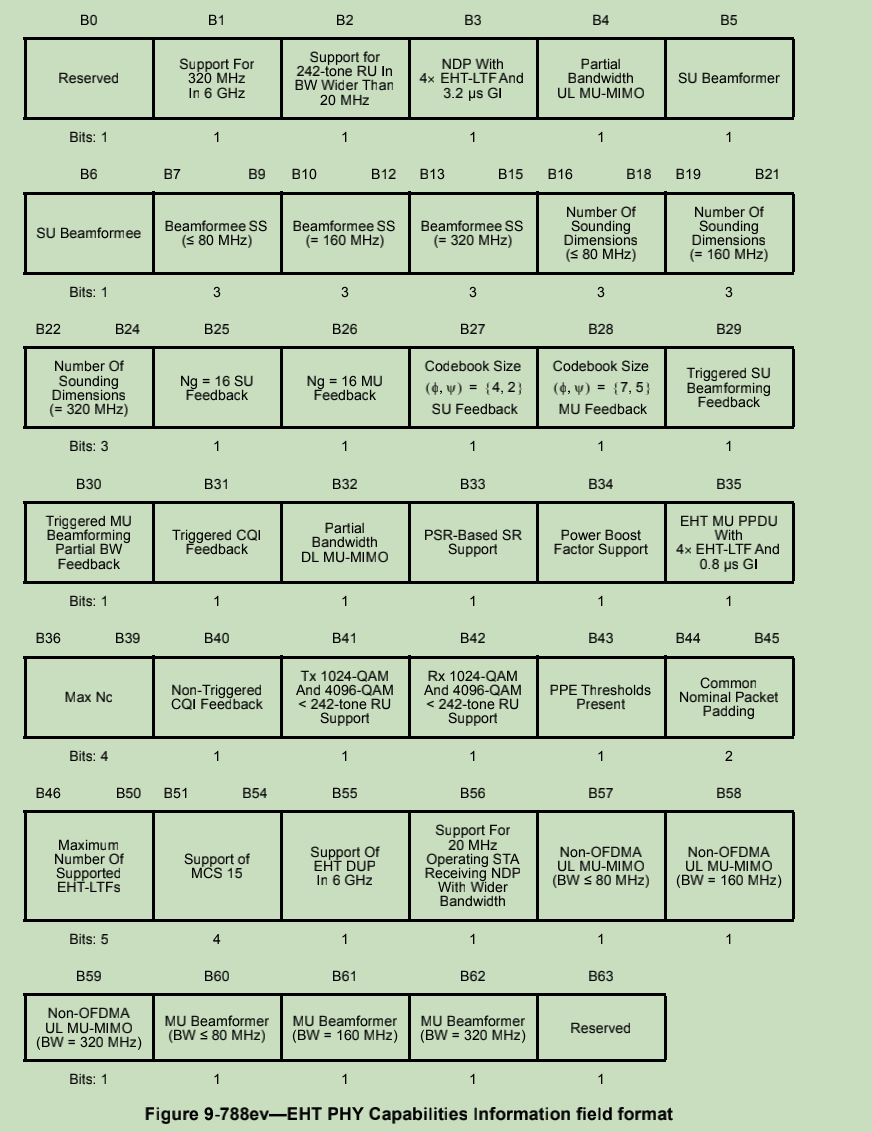 B0 B1 B2 B3 B4 B5
Reserved
Support For
320 MHz
In 6 GHz
Support for
242-tone RU In
BW Wider Than
20 MHz
NDP With
4× EHT-LTF And
3.2 µs GI
Partial
Bandwidth
UL MU-MIMO
SU Beamformer
Bits: 1 1 1 1 1 1
B6 B7 B9 B10 B12 B13 B15 B16 B18 B19 B21
SU Beamformee
Beamformee SS
(≤ 80 MHz)
Beamformee SS
(= 160 MHz)
Beamformee SS
(= 320 MHz)
Number Of
Sounding
Dimensions
(≤ 80 MHz)
Number Of
Sounding
Dimensions
(= 160 MHz)
Bits: 1 3 3 3 3 3
B22 B24 B25 B26 B27 B28 B29
Number Of
Sounding
Dimensions
(= 320 MHz)
Ng = 16 SU
Feedback
Ng = 16 MU
Feedback
Codebook Size
(ϕ, ψ) = {4, 2}
SU Feedback
Codebook Size
(ϕ, ψ) = {7, 5}
MU Feedback
Triggered SU
Beamforming
Feedback
Bits: 3 1 1 1 1 1
B30 B31 B32 B33 B34 B35
Triggered MU
Beamforming
Partial BW
Feedback
Triggered CQI
Feedback
Partial
Bandwidth
DL MU-MIMO
PSR-Based SR
Support
Power Boost
Factor Support
EHT MU PPDU
With
4× EHT-LTF And
0.8 µs GI
Bits: 1 1 1 1 1 1
B36 B39 B40 B41 B42 B43 B44 B45
Max Nc
Non-Triggered
CQI Feedback
Tx 1024-QAM
And 4096-QAM
< 242-tone RU
Support
Rx 1024-QAM
And 4096-QAM
< 242-tone RU
Support
PPE Thresholds
Present
Common
Nominal Packet
Padding
Bits: 4 1 1 1 1 2
B46 B50 B51 B54 B55 B56 B57 B58
Maximum
Number Of
Supported
EHT-LTFs
Support of
MCS 15
Support Of
EHT DUP
In 6 GHz
Support For
20 MHz
Operating STA
Receiving NDP
With Wider
Bandwidth
Non-OFDMA
UL MU-MIMO
(BW ≤ 80 MHz)
Non-OFDMA
UL MU-MIMO
(BW = 160 MHz)
Bits: 5 4 1 1 1 1
B59 B60 B61 B62 B63
Non-OFDMA
UL MU-MIMO
(BW = 320 MHz)
MU Beamformer
(BW ≤ 80 MHz)
MU Beamformer
(BW = 160 MHz)
MU Beamformer
(BW = 320 MHz)
Reserved
Bits: 1 1 1 1 1
Figure 9-788ev—EHT PHY Capabilities Information field format